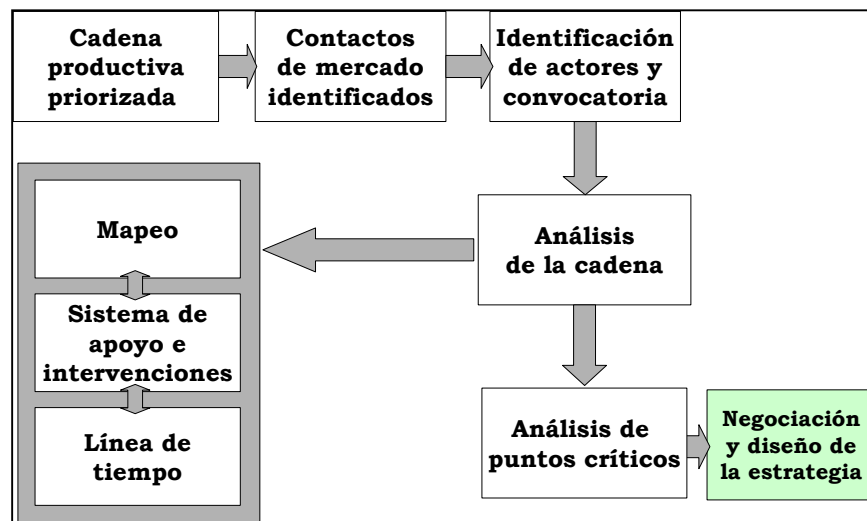 Cadena
productiva
priorizada
Contactos
de mercado
identificados
Identificación
de actores y
convocatoria
Mapeo
Sistema de
apoyo e
intervenciones
Línea de
tiempo
Análisis
de la cadena
Análisis de
puntos críticos
Negociación
y diseño de
la estrategia